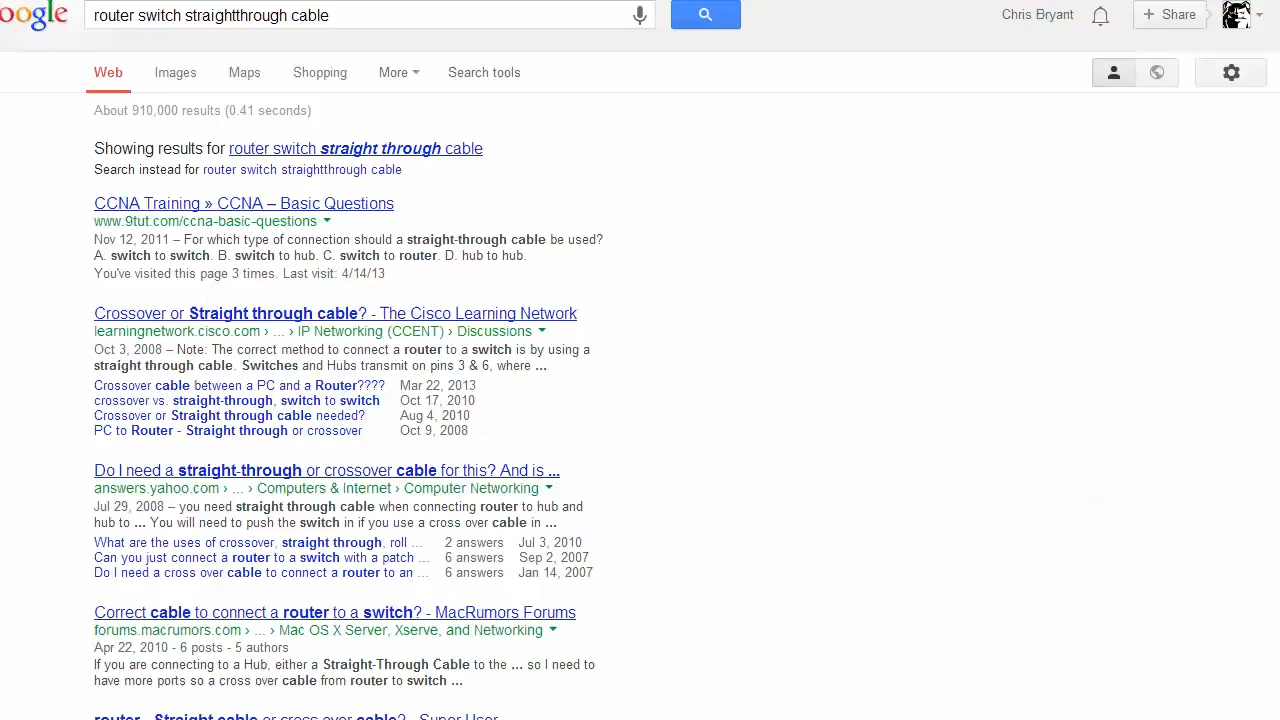 oogle
router switch straightthrough cable
Chris Bryant
+ Share
Web Images Maps Shopping More Search tools
About 910,000 results (0.41 seconds)
Showing results for router switch straight through cable
Search instead for router switch straightthrough cable
CCNA Training » CCNA – Basic Questions
www.9tut.com/ccna-basic-questions
Nov 12, 2011 – For which type of connection should a straight-through cable be used?
A. switch to switch. B. switch to hub. C. switch to router. D. hub to hub.
You've visited this page 3 times. Last visit: 4/14/13
Crossover or Straight through cable? - The Cisco Learning Network
learningnetwork.cisco.com › ... › IP Networking (CCENT) › Discussions
Oct 3, 2008 – Note: The correct method to connect a router to a switch is by using a
straight through cable. Switches and Hubs transmit on pins 3 & 6, where ...
Crossover cable between a PC and a Router???? Mar 22, 2013
crossover vs. straight-through, switch to switch Oct 17, 2010
Crossover or Straight through cable needed? Aug 4, 2010
PC to Router - Straight through or crossover Oct 9, 2008
Do I need a straight-through or crossover cable for this? And is ...
answers.yahoo.com › ... › Computers & Internet › Computer Networking
Jul 29, 2008 – you need straight through cable when connecting router to hub and
hub to ... You will need to push the switch in if you use a cross over cable in ...
What are the uses of crossover, straight through, roll ... 2 answers Jul 3, 2010
Can you just connect a router to a switch with a patch ... 6 answers Sep 2, 2007
Do I need a cross over cable to connect a router to an ... 6 answers Jan 14, 2007
Correct cable to connect a router to a switch? - MacRumors Forums
forums.macrumors.com › ... › Mac OS X Server, Xserve, and Networking
Apr 22, 2010 - 6 posts - 5 authors
If you are connecting to a Hub, either a Straight-Through Cable to the ... so I need to
have more ports so a cross over cable from router to switch ...
router - Straight cable or cross over cable? - Super User